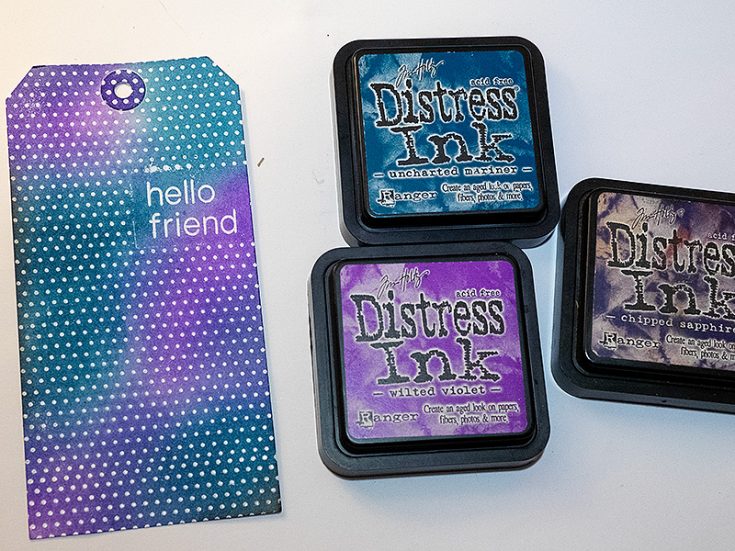 hello
friend
Tim Holtz
acid free
Distress
Ink
uncharted mariner
Ranger
Create an aged look on papers,
fibers, photos & more.
Tim Holtz
acid free
Distress
Ink
wilted violet
Ranger
Create an aged look on papers,
fibers, photos & more.
Tim Holtz
acid fre
Distress
Ink
chipped sapphire
Ranger
Create an aged look on
fibers, photos & m